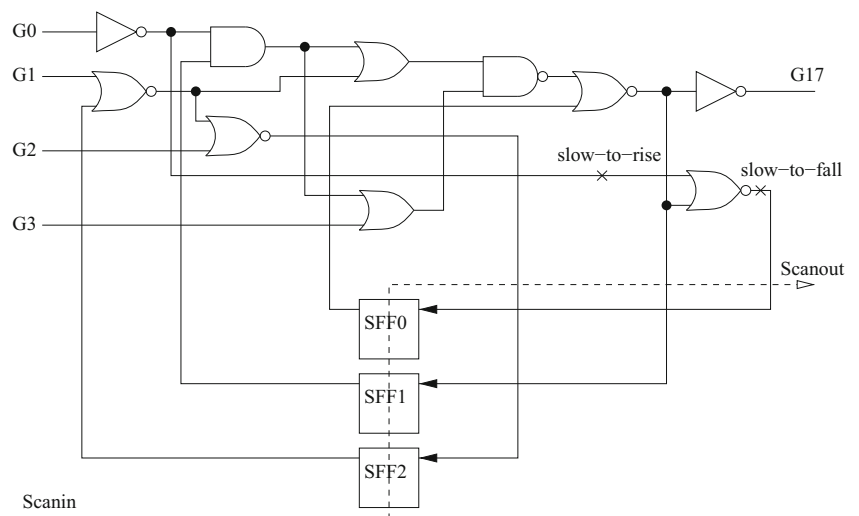 G0
G1
G17
G2
slow-to-rise
slow-to-fall
G3
Scanout
SFF0
SFF1
SFF2
Scanin